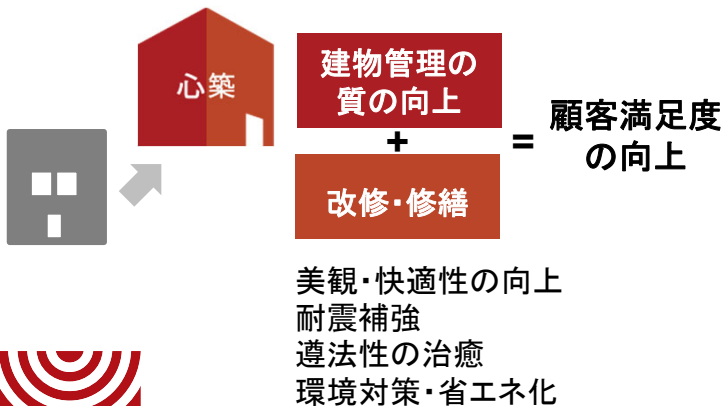 心築
建物管理の
質の向上
+
改修・修繕
=
顧客満足度
の向上
美観・快適性の向上
耐震補強
遵法性の治癒
環境対策・省エネ化